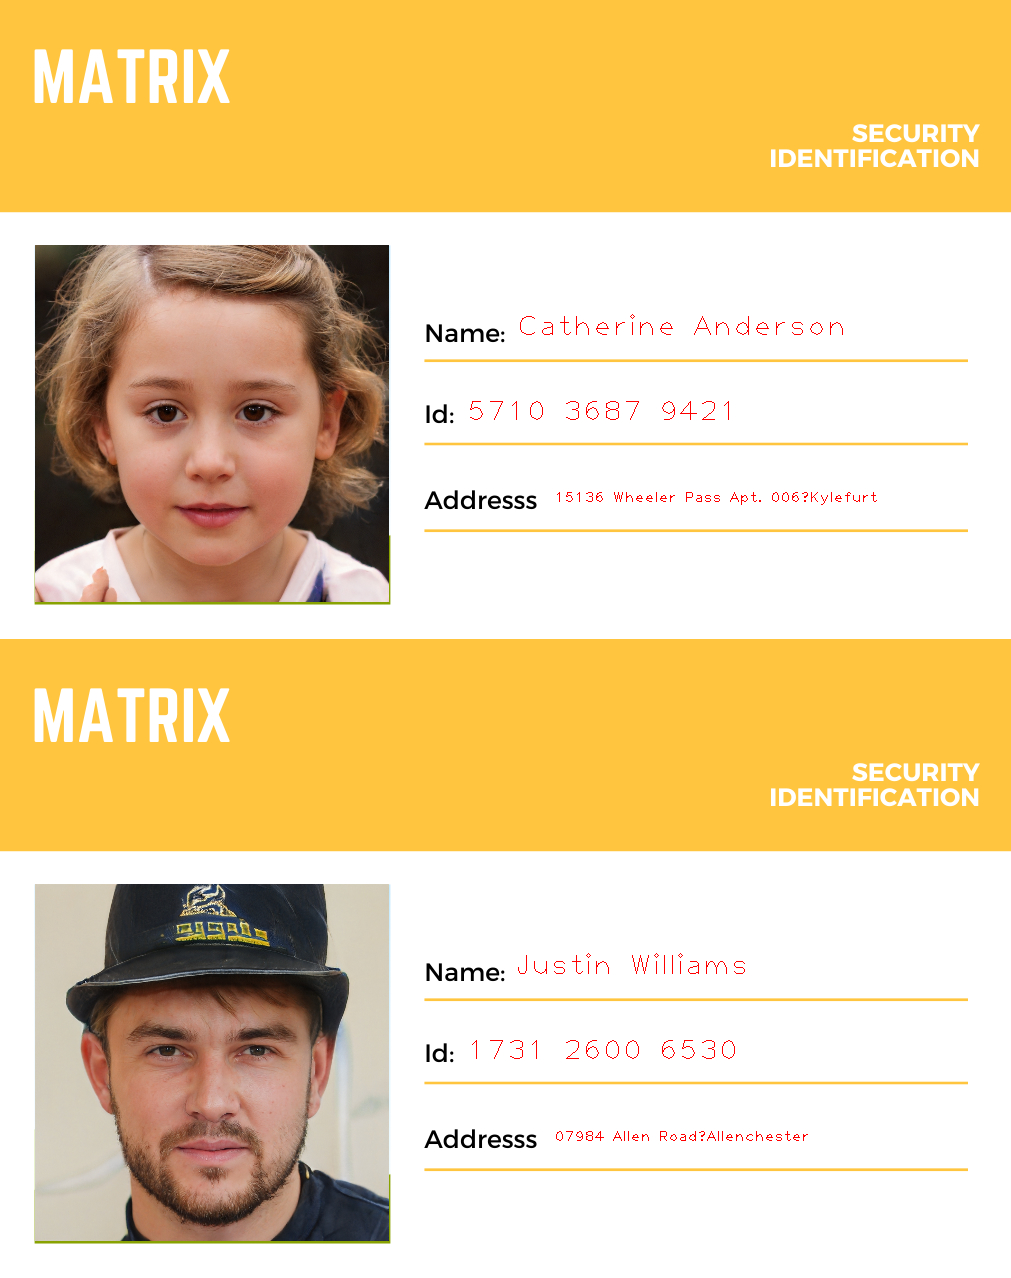 MATRIX
SECURITY
IDENTIFICATION
Name: Catherine Anderson
Id: 5710 3687 9421
Addresss 15136 Wheeler Pass Apt. 006?Kylefurt
MATRIX
SECURITY
IDENTIFICATION
Name: Justin Williams
Id: 1731 2600 6530
Addresss 07984 Allen Road?Allenchester